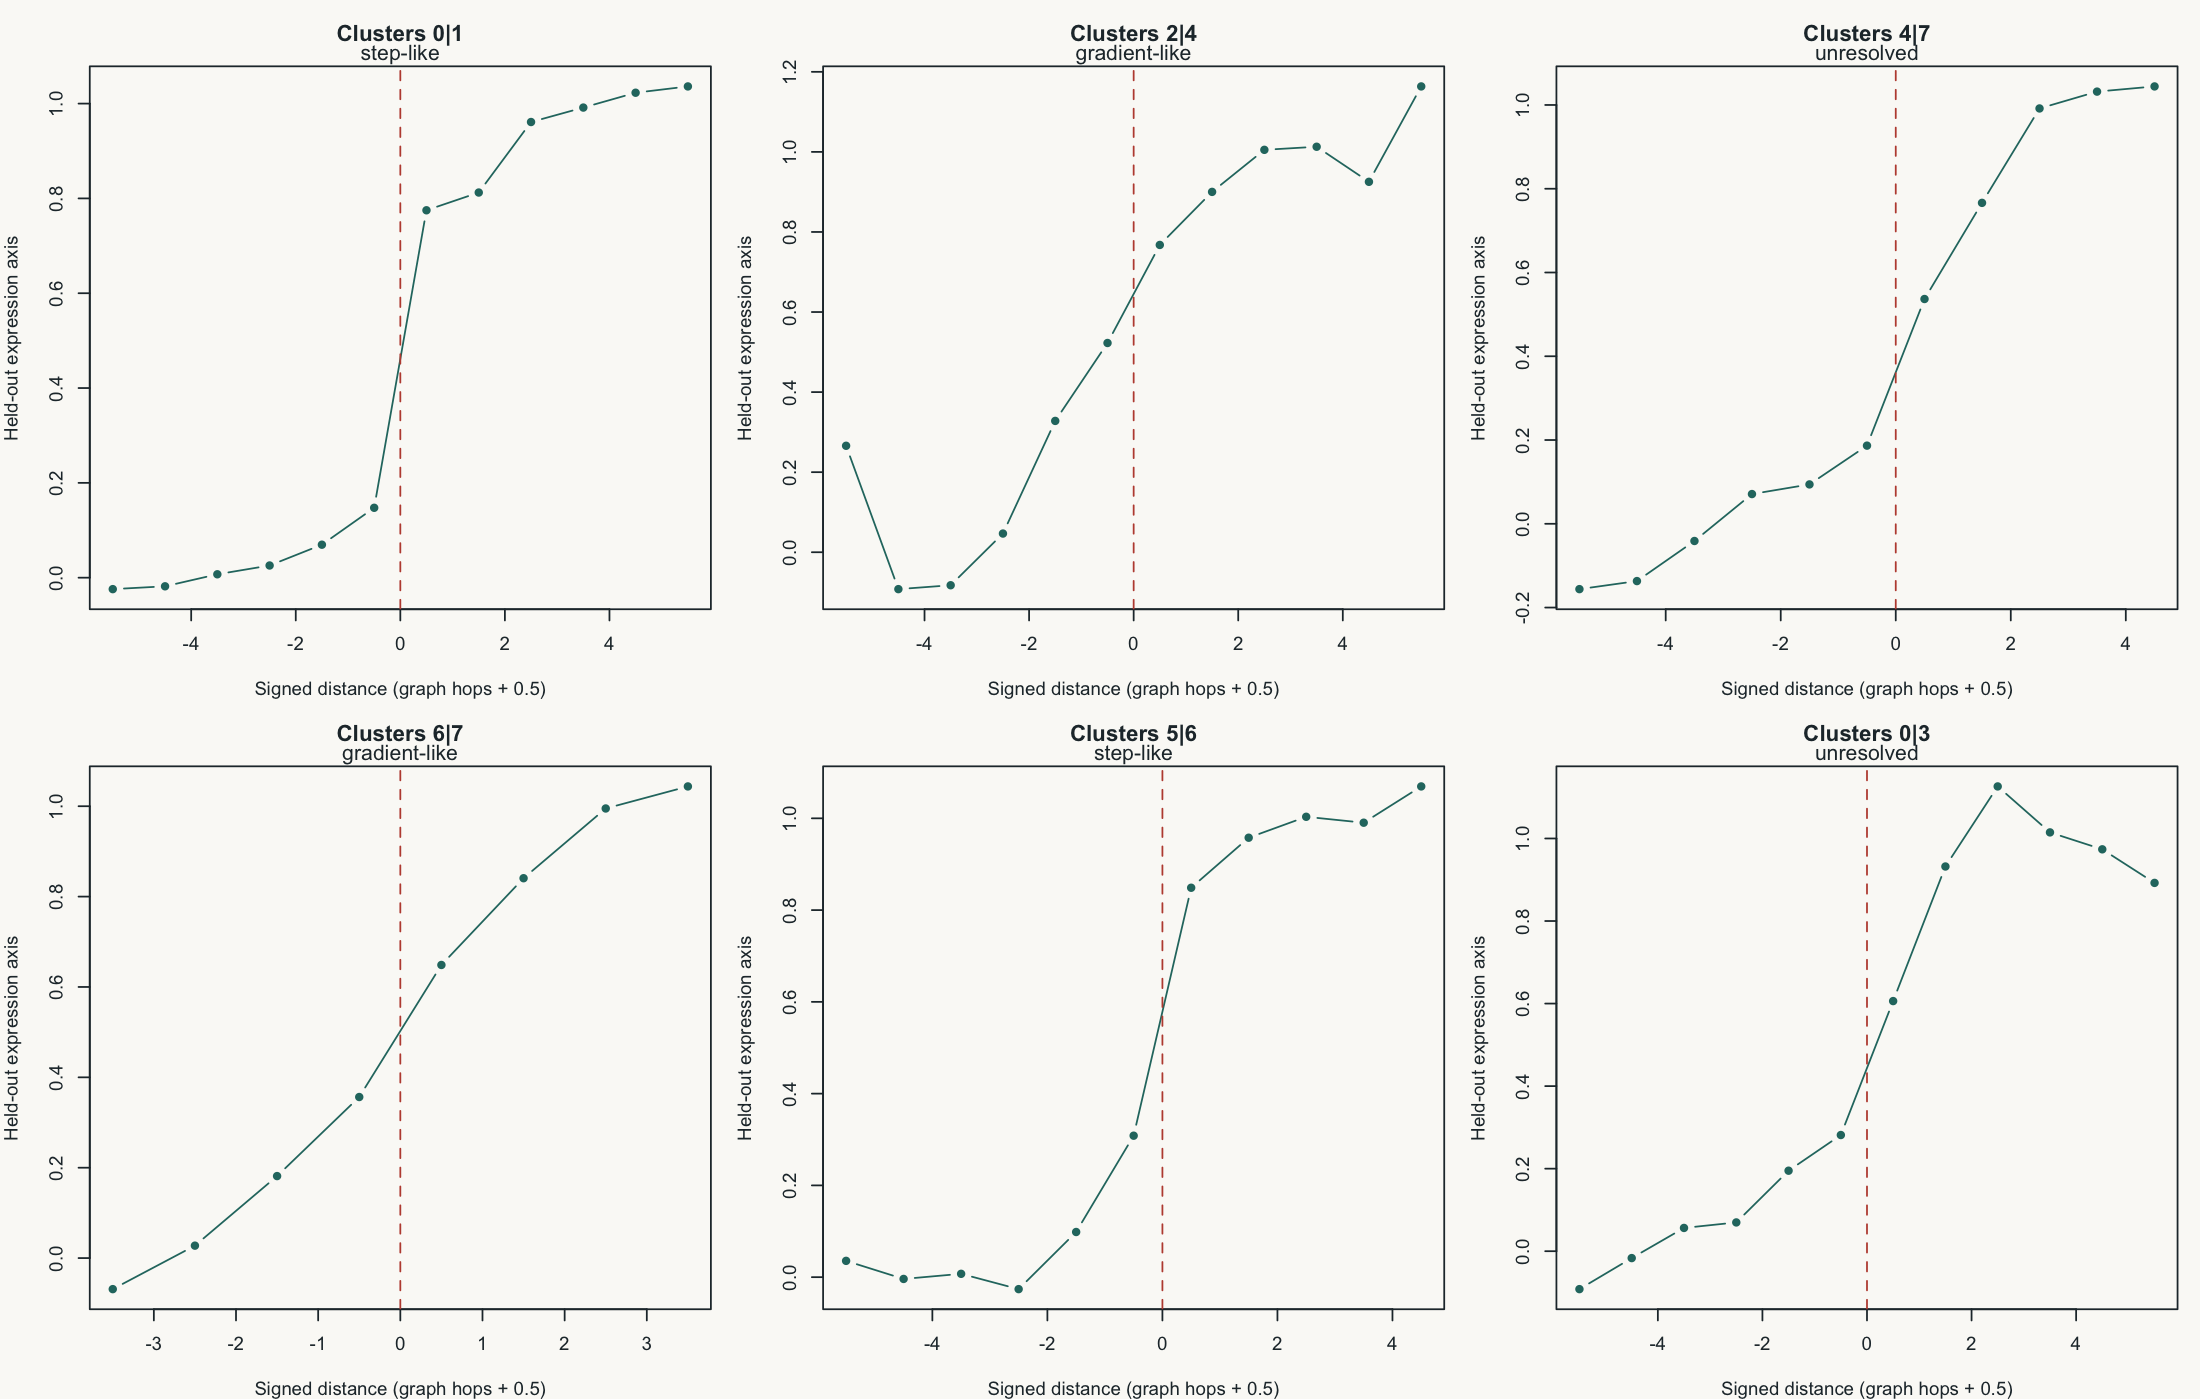 Clusters 0|1
step-like
Held-out expression axis
1.0
0.8
0.6
0.4
0.2
0.0
-4 -2 0 2 4
Signed distance (graph hops + 0.5)
Clusters 2|4
gradient-like
Held-out expression axis
1.2
1.0
0.8
0.6
0.4
0.2
0.0
-4 -2 0 2 4
Signed distance (graph hops + 0.5)
Clusters 4|7
unresolved
Held-out expression axis
1.0
0.8
0.6
0.4
0.2
0.0
-0.2
-4 -2 0 2 4
Signed distance (graph hops + 0.5)
Clusters 6|7
gradient-like
Held-out expression axis
1.0
0.8
0.6
0.4
0.2
0.0
-3 -2 -1 0 1 2 3
Signed distance (graph hops + 0.5)
Clusters 5|6
step-like
Held-out expression axis
1.0
0.8
0.6
0.4
0.2
0.0
-4 -2 0 2 4
Signed distance (graph hops + 0.5)
Clusters 0|3
unresolved
Held-out expression axis
1.0
0.8
0.6
0.4
0.2
0.0
-4 -2 0 2 4
Signed distance (graph hops + 0.5)